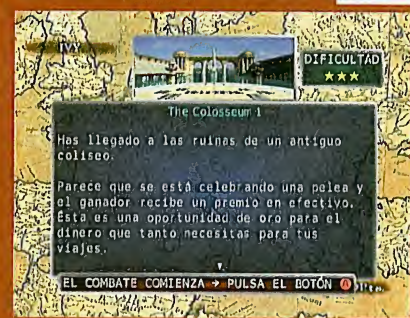 IVY
DIFICULTAD
★★★
The Colosseum 1
Has llegado a las ruinas de un antiguo
coliseo.
Parece que se está celebrando una pelea y
el ganador recibe un premio en efectivo.
Ésta es una oportunidad de oro para el
dinero que tanto necesitas para tus
viajes.
EL COMBATE COMIENZA → PULSA EL BOTÓN A